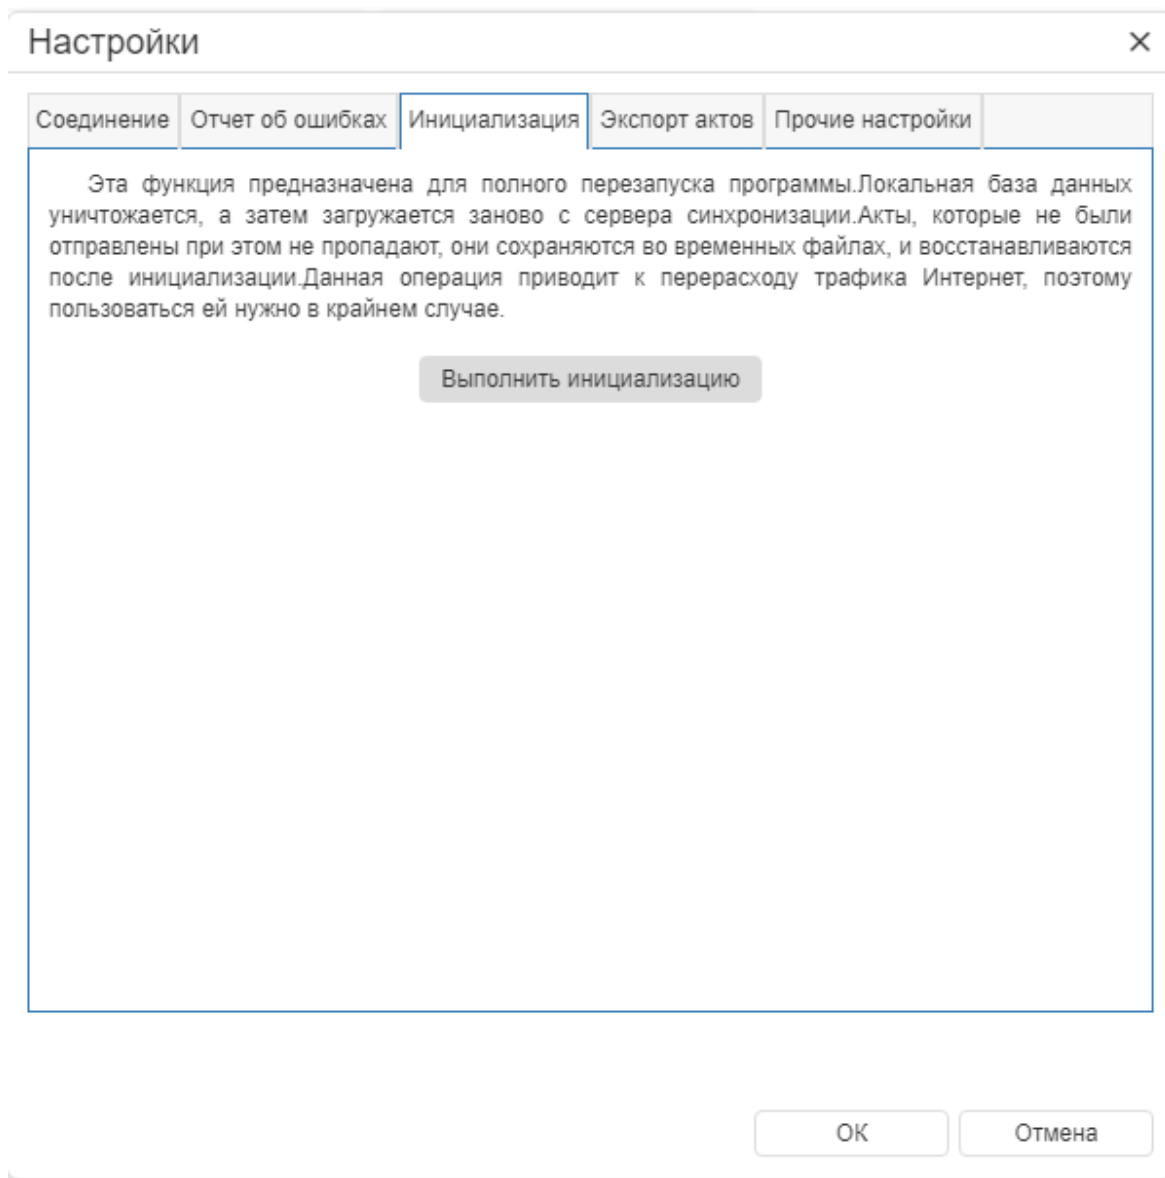 Настройки
Соединение Отчет об ошибках Инициализация Экспорт актов Прочие настройки
Эта функция предназначена для полного перезапуска программы.Локальная база данных
уничтожается, а затем загружается заново с сервера синхронизации.Акты, которые не были
отправлены при этом не пропадают, они сохраняются во временных файлах, и восстанавливаются
после инициализации.Данная операция приводит к перерасходу трафика Интернет, поэтому
пользоваться ей нужно в крайнем случае.
Выполнить инициализацию
ОК Отмена